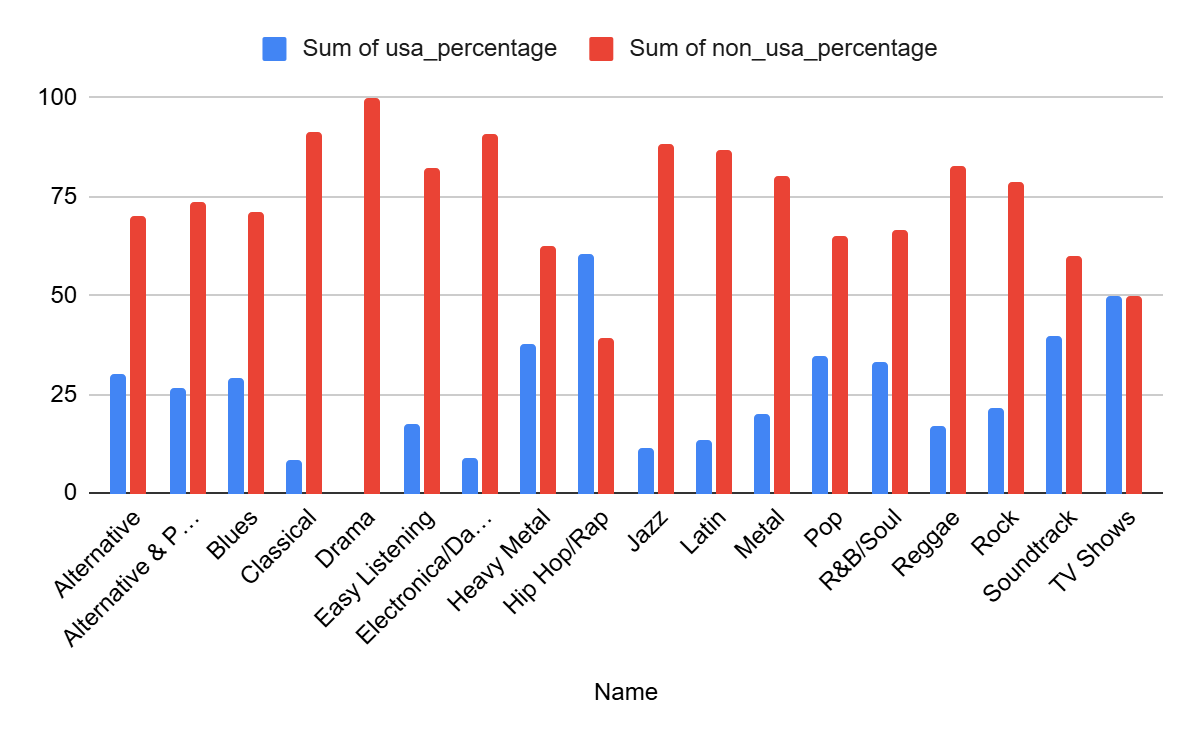 Sum of usa_percentage Sum of non_usa_percentage
100
75
50
25
0
Alternative
Alternative & P…
Blues
Classical
Drama
Easy Listening
Electronica/Da…
Heavy Metal
Hip Hop/Rap
Jazz
Latin
Metal
Pop
R&B/Soul
Reggae
Rock
Soundtrack
TV Shows
Name